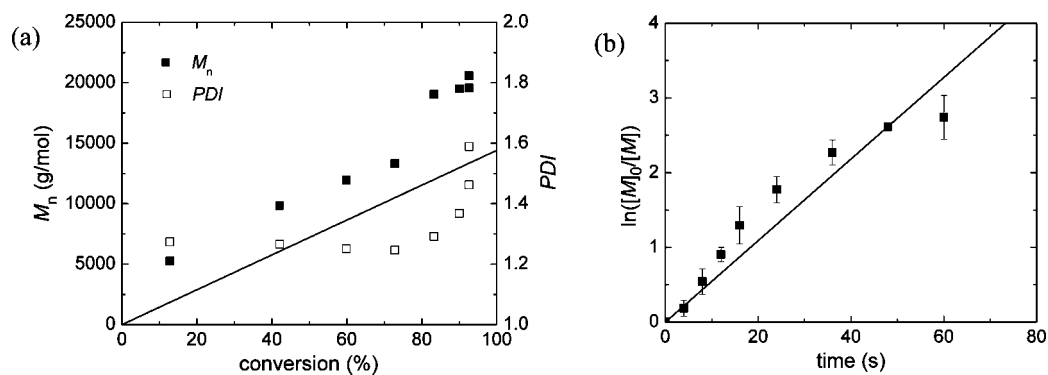 (a)
25000
20000
15000
10000
5000
0
Mn (g/mol)
Mn
PDI
2.0
1.8
1.6
1.4
1.2
1.0
PDI
0 20 40 60 80 100
conversion (%)
(b)
4
3
2
1
0
ln([M]0/[M])
0 20 40 60 80
time (s)